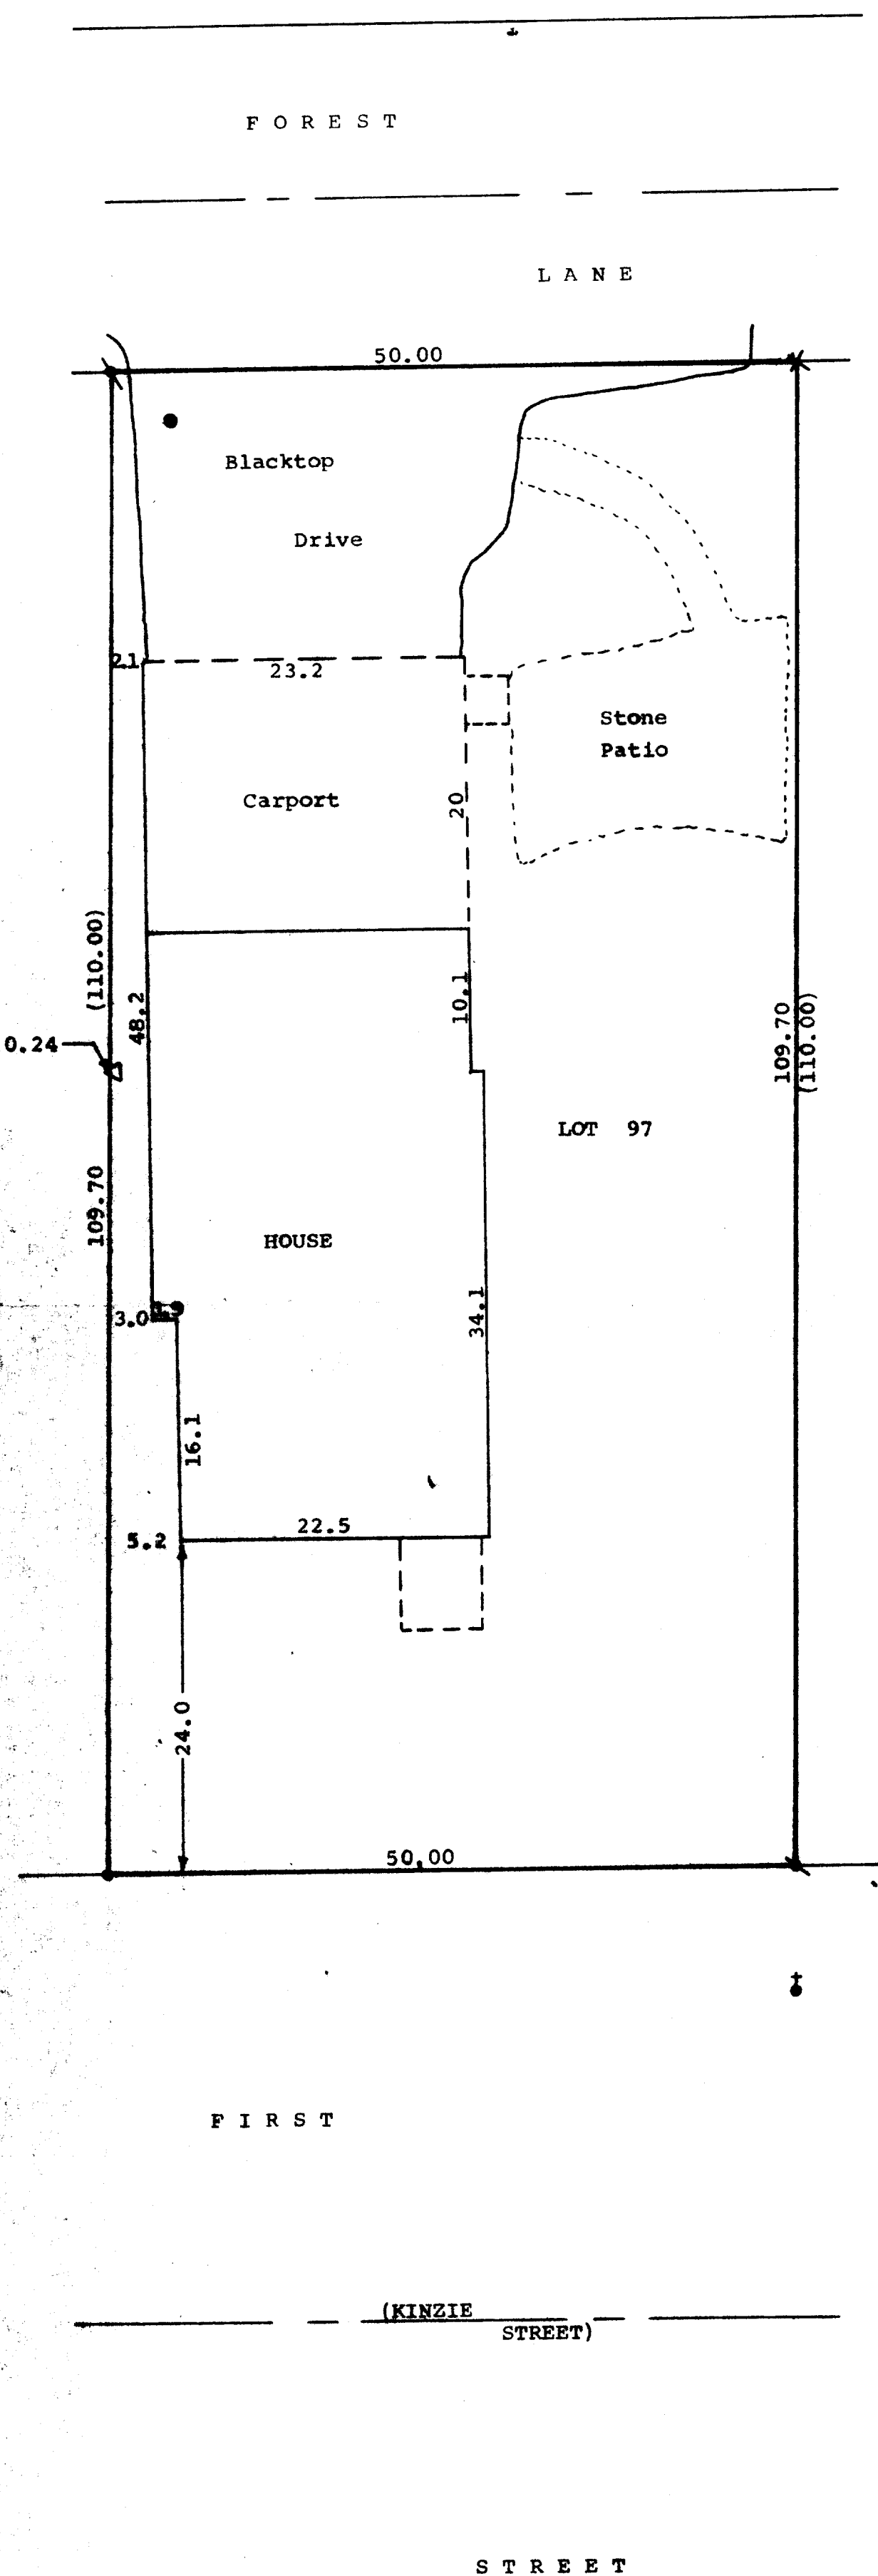 FOREST
LANE
50.00
Blacktop
Drive
2.1
23.2
Stone
Patio
Carport
20
(110.00)
48.2
10.1
0.24
109.70
(110.00)
LOT 97
109.70
HOUSE
3.0
34.1
16.1
22.5
5.2
24.0
50.00
FIRST
(KINZIE
STREET)
STREET